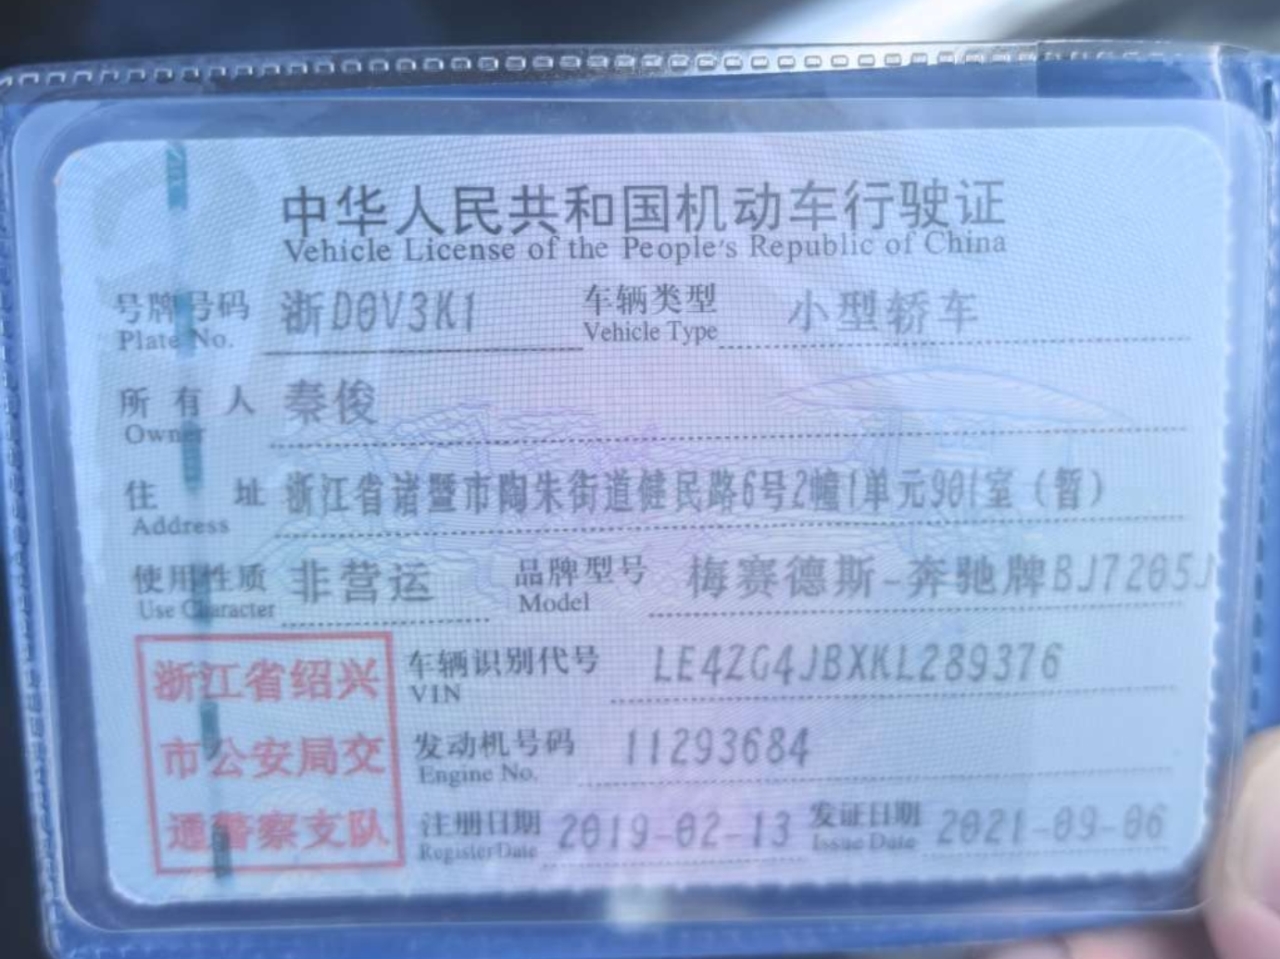 中华人民共和国机动车行驶证
Vehicle License of the People's Republic of China
号牌号码 浙D0V3K1 车辆类型 小型轿车
Plate No. Vehicle Type
所有人 秦俊
Owner
住址 浙江省诸暨市陶朱街道健民路6号2幢1单元901室（暂）
Address
使用性质 非营运 品牌型号 梅赛德斯-奔驰牌BJ7205J
Use Character Model
浙江省绍兴 车辆识别代号 LE4ZG4JBXKL289376
VIN
市公安局交 发动机号码 11293684
Engine No.
通警察支队 注册日期 2019-02-13 发证日期 2021-09-06
Register Date Issue Date